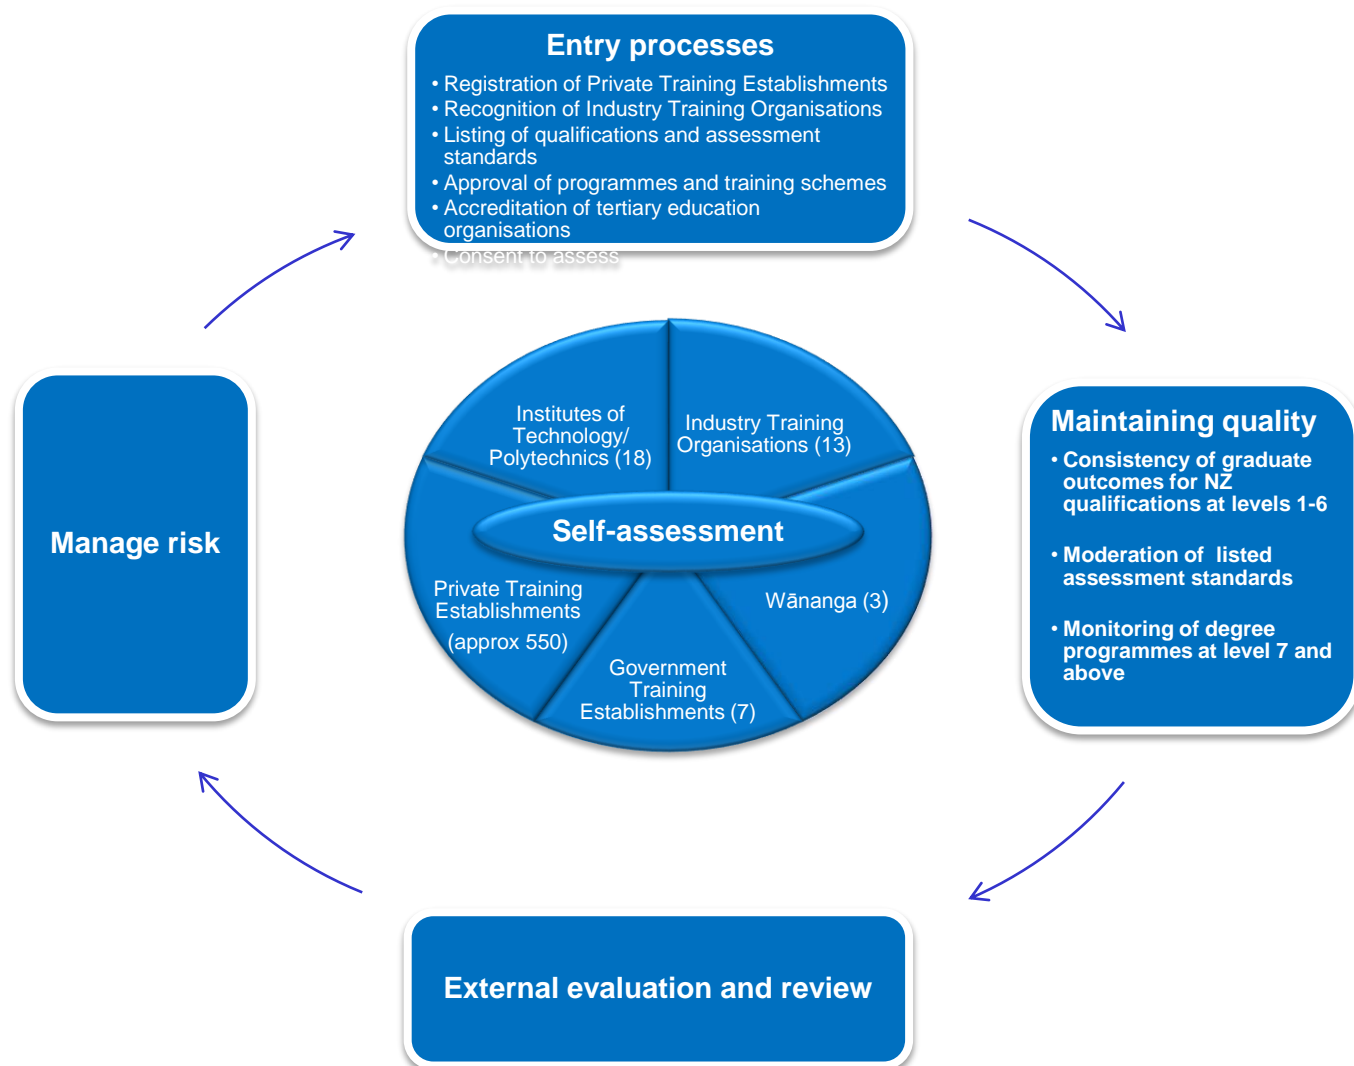 Entry processes
• Registration of Private Training Establishments
• Recognition of Industry Training Organisations
• Listing of qualifications and assessment
standards
• Approval of programmes and training schemes
• Accreditation of tertiary education
organisations
• Consent to assess
Institutes of
Technology/
Polytechnics (18)
Industry Training
Organisations (13)
Self-assessment
Private Training
Establishments
(approx 550)
Wānanga (3)
Government
Training
Establishments (7)
Manage risk
Maintaining quality
• Consistency of graduate
outcomes for NZ
qualifications at levels 1-6
• Moderation of listed
assessment standards
• Monitoring of degree
programmes at level 7 and
above
External evaluation and review